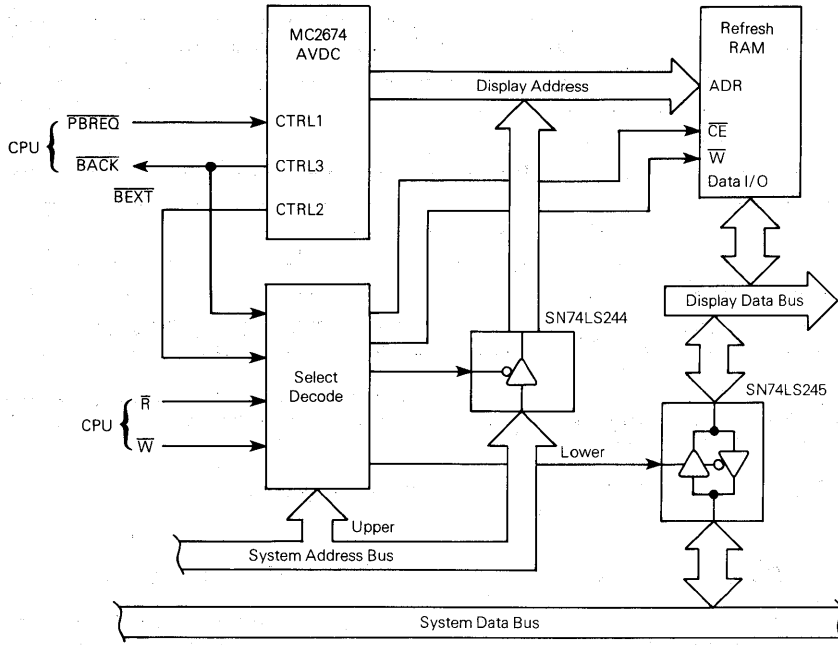 MC2674
AVDC
Refresh
RAM
Display Address
ADR
CPU
PBREQ
CTRL1
CE
BACK
CTRL3
W
Data I/O
BEXT
CTRL2
Display Data Bus
SN74LS244
Select
Decode
SN74LS245
CPU
R
W
Lower
Upper
System Address Bus
System Data Bus